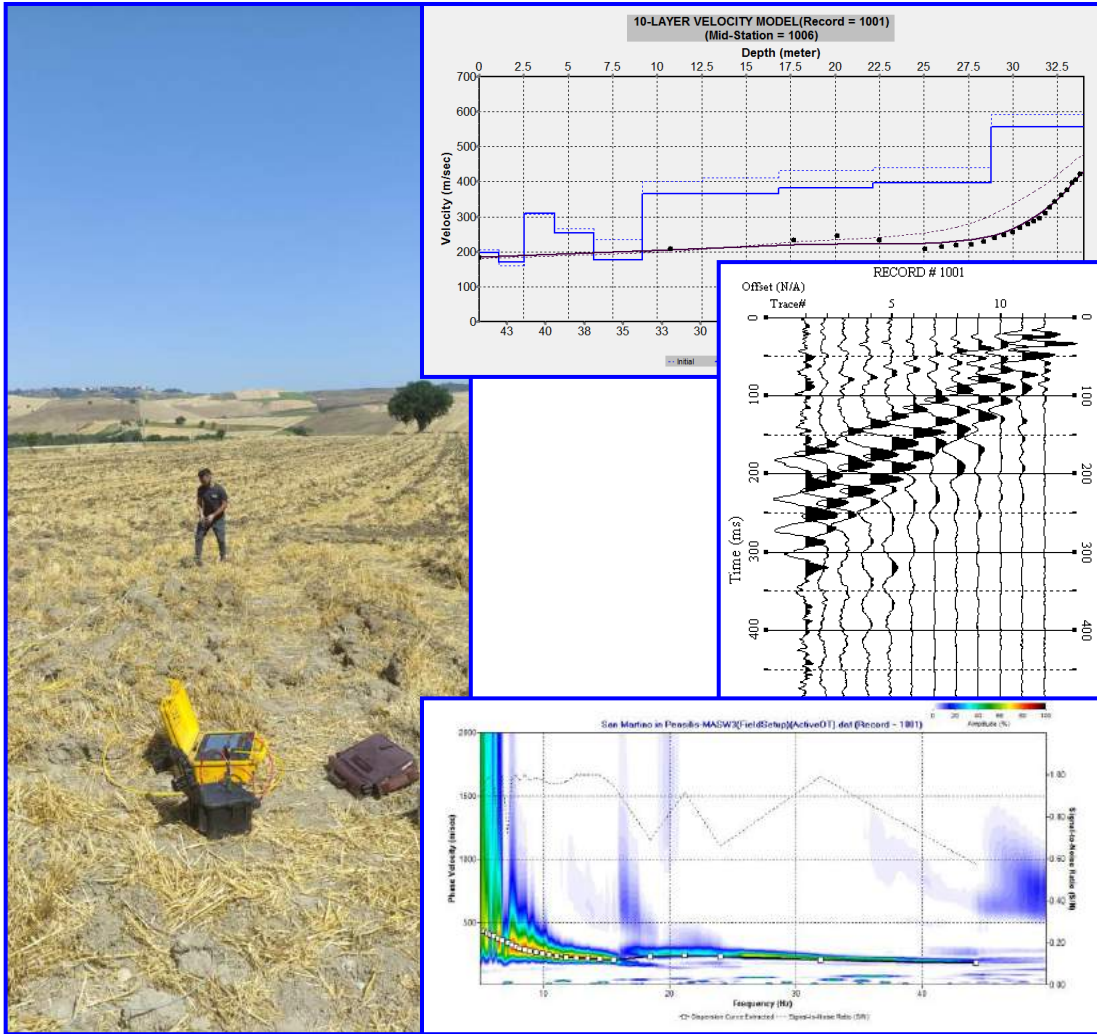 10-LAYER VELOCITY MODEL(Record = 1001)
(Mid-Station = 1006)
Depth (meter)
0 2.5 5 7.5 10 12.5 15 17.5 20 22.5 25 27.5 30 32.5
700
600
500
400
300
200
100
0
Velocity (m/sec)
43 40 38 35 33 30
-- Initial
RECORD # 1001
Offset (N/A)
Trace# 5 10
0 0
100 100
200 200
300 300
400 400
Time (ms)
San Martino in Pensilis-MASW3(FieldSetup)(ActiveOT).dat (Record - 1001)
0 20 40 60 80 100
Amplitude (%)
2000
1500
1000
500
Phase Velocity (m/sec)
1.00
0.80
0.60
0.40
0.20
0.00
Signal-to-Noise Ratio (S/N)
10 20 30 40
Frequency (Hz)
Dispersion Curve Extracted Signal-to-Noise Ratio (S/N)